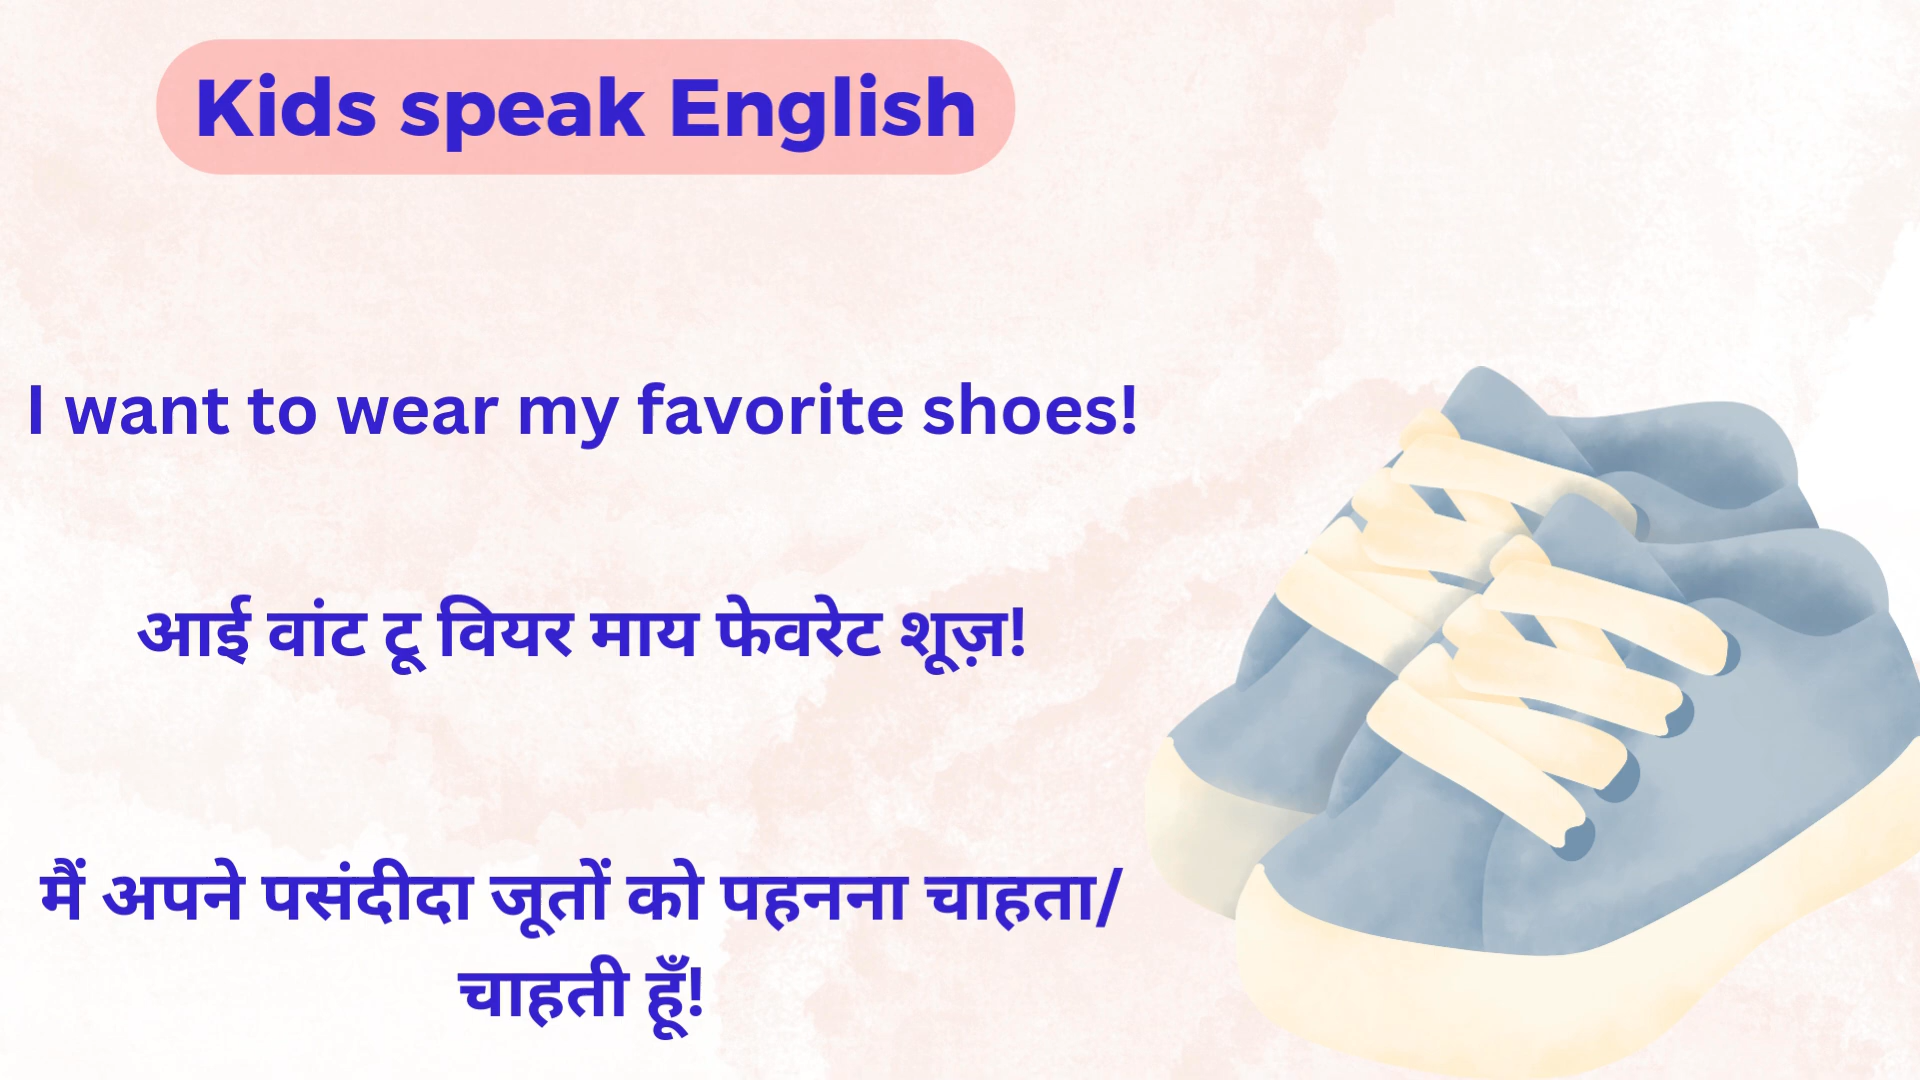 Kids speak English
I want to wear my favorite shoes!
आई वांट टू वियर माय फेवरेट शूज़!
मैं अपने पसंदीदा जूतों को पहनना चाहता/
चाहती हूँ!